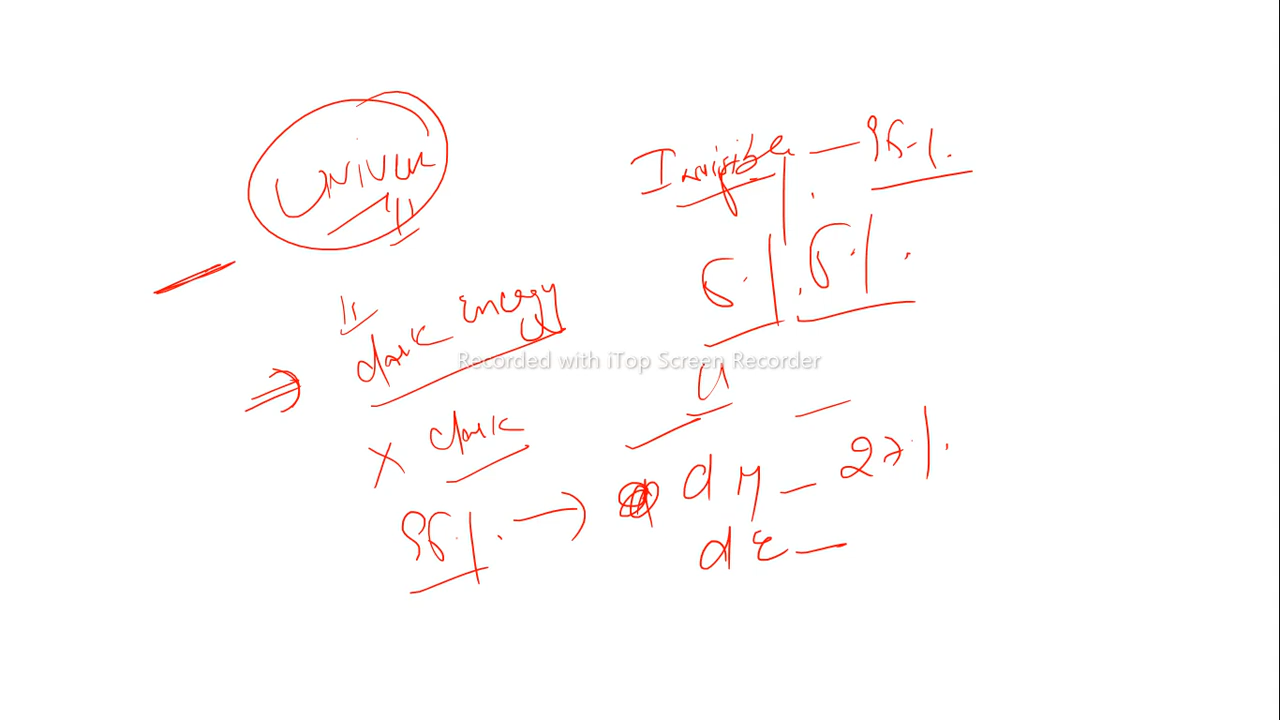 UNIVER
Invisible — 95%.
5% 5%.
dark Energy
Recorded with iTop Screen Recorder
U
X dark
95%. → dM — 27%.
dE —